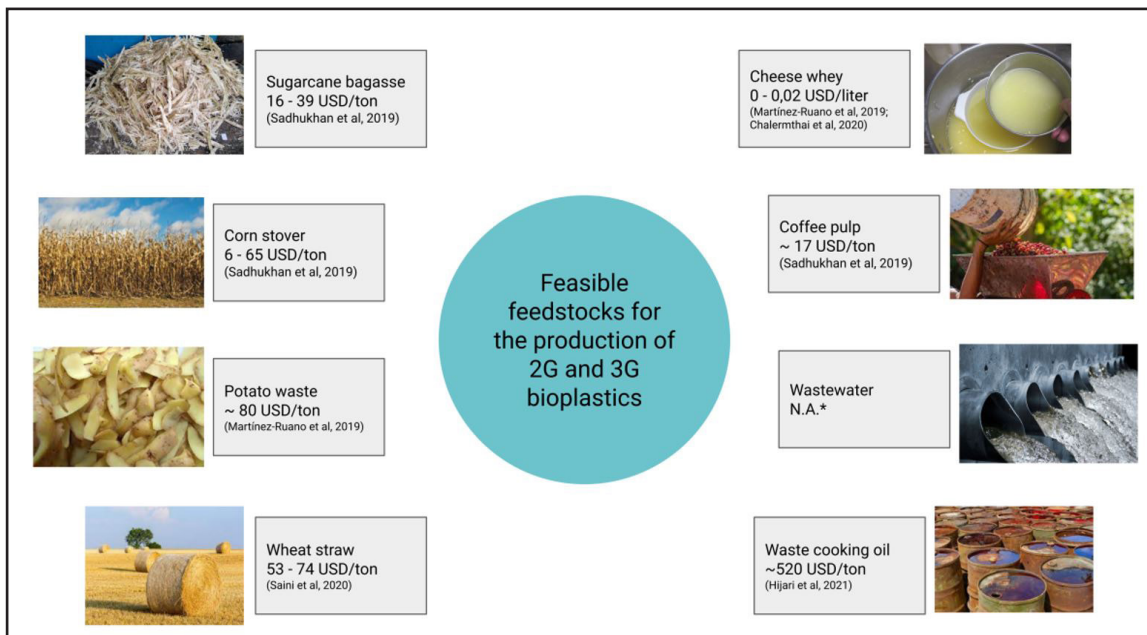 Sugarcane bagasse
16 - 39 USD/ton
(Sadhukhan et al, 2019)
Corn stover
6 - 65 USD/ton
(Sadhukhan et al, 2019)
Potato waste
~ 80 USD/ton
(Martínez-Ruano et al, 2019)
Wheat straw
53 - 74 USD/ton
(Saini et al, 2020)
Feasible
feedstocks for
the production of
2G and 3G
bioplastics
Cheese whey
0 - 0,02 USD/liter
(Martínez-Ruano et al, 2019;
Chalermthai et al, 2020)
Coffee pulp
~ 17 USD/ton
(Sadhukhan et al, 2019)
Wastewater
N.A.*
Waste cooking oil
~520 USD/ton
(Hijari et al, 2021)